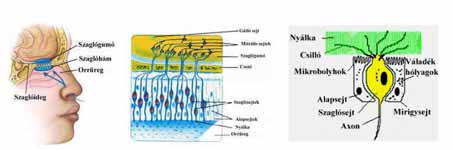 Szaglógumó
Szaglóhám
Orrüreg
Szaglóideg
Gátló sejt
Mitrális sejtek
Szaglógumó
Csont
Szaglósejtek
Alapsejtek
Nyálka
Orrüreg
Nyálka
Csilló
Mikrobolyhok
Váladék
hólyagok
Alapsejt
Szaglósejt
Mirigysejt
Axon